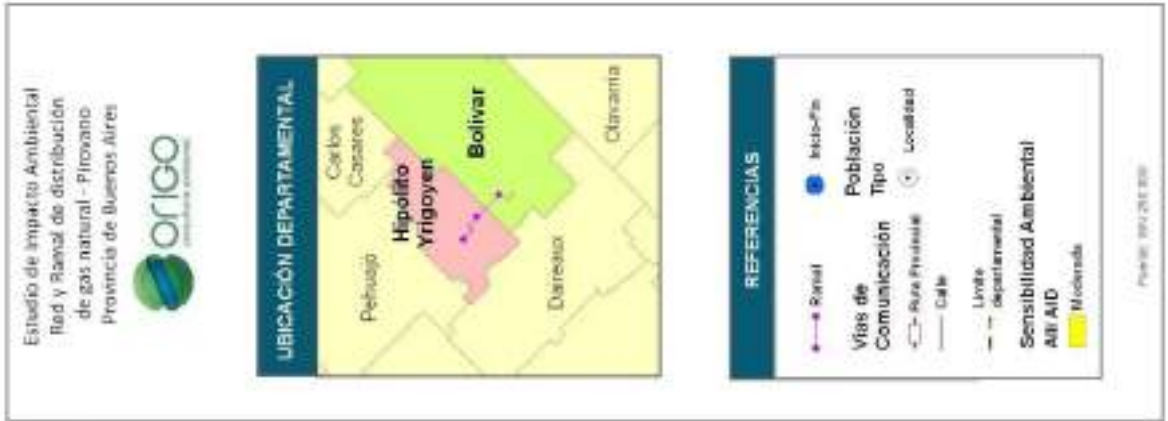 Estudio de Impacto Ambiental
Red y Ramal de distribución
de gas natural - Pirovano
Provincia de Buenos Aires
origo
UBICACIÓN DEPARTAMENTAL
Carlos
Casares
Pehuajó
Hipólito
Yrigoyen
Bolívar
Daireaux
Olavarría
REFERENCIAS
Ramal
Inicio-Fin
Vías de
Comunicación
Ruta Provincial
Calle
Población
Tipo
Localidad
Límite
departamental
Sensibilidad Ambiental
AII AID
Moderada